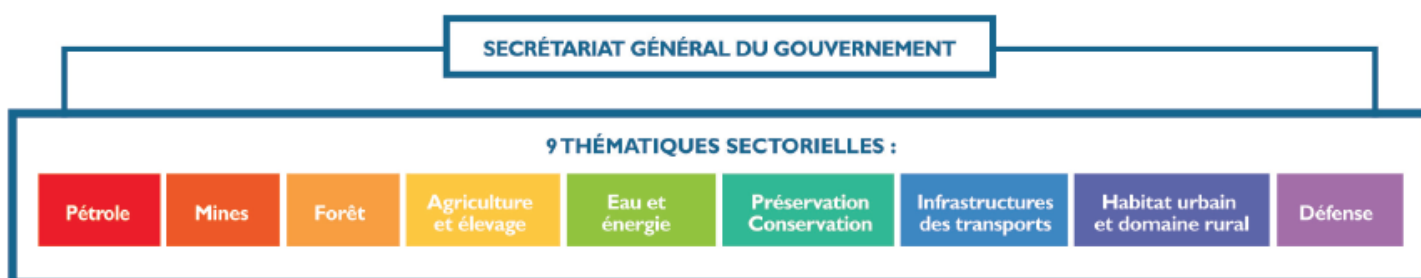 SECRÉTARIAT GÉNÉRAL DU GOUVERNEMENT
9 THÉMATIQUES SECTORIELLES :
Pétrole
Mines
Forêt
Agriculture
et élevage
Eau et
énergie
Préservation
Conservation
Infrastructures
des transports
Habitat urbain
et domaine rural
Défense